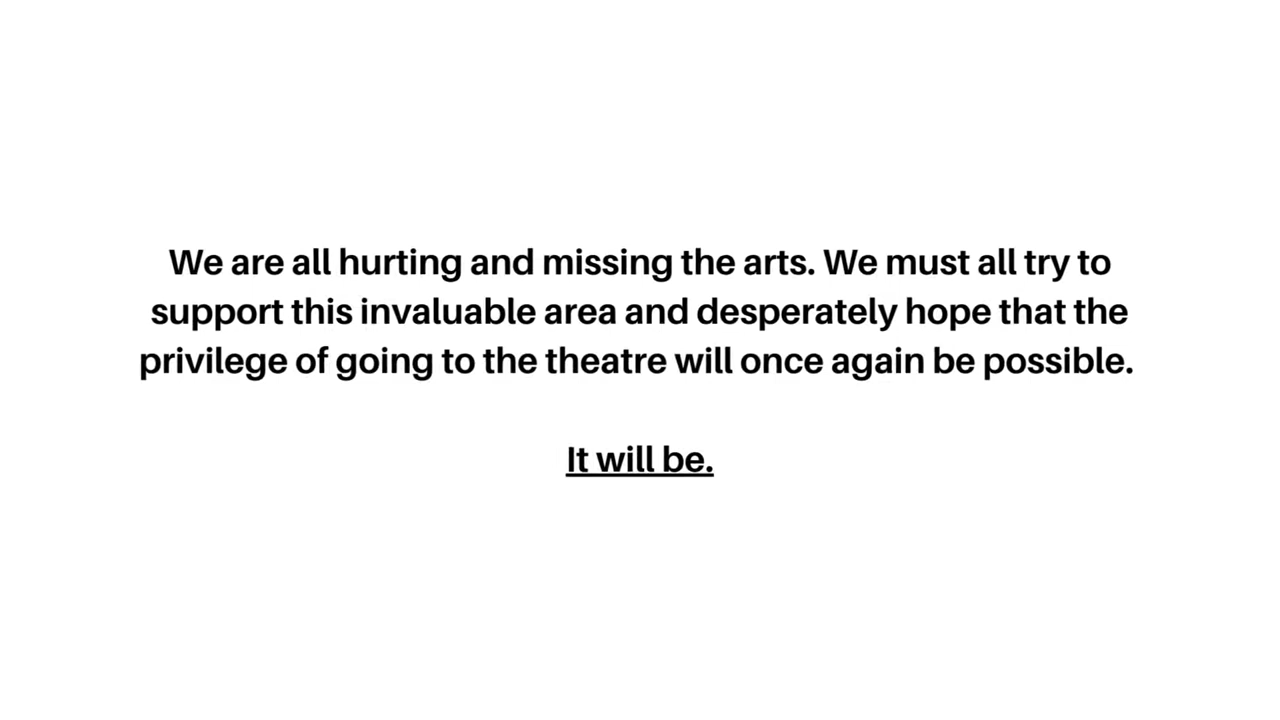 We are all hurting and missing the arts. We must all try to
support this invaluable area and desperately hope that the
privilege of going to the theatre will once again be possible.
It will be.